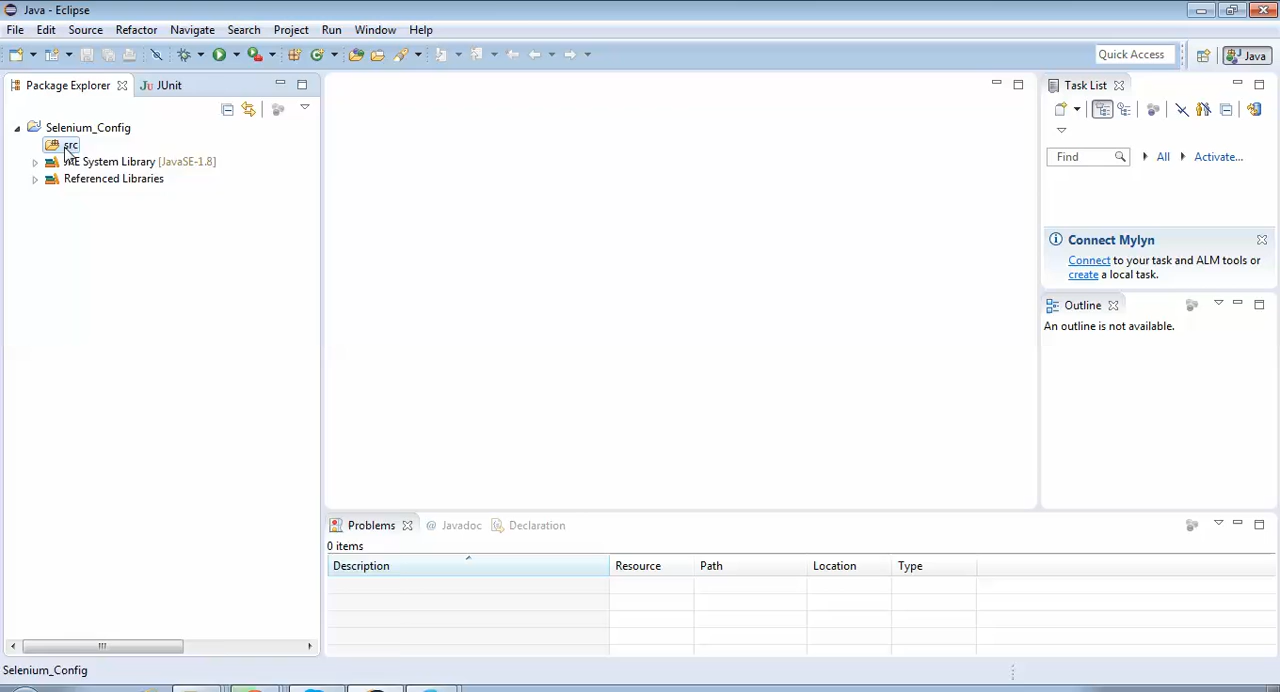 Java - Eclipse
File Edit Source Refactor Navigate Search Project Run Window Help
Quick Access Java
Package Explorer JUnit Task List
Selenium_Config
src
System Library [JavaSE-1.8]
Referenced Libraries
Find All Activate...
Connect Mylyn
Connect to your task and ALM tools or
create a local task.
Outline
An outline is not available.
Problems @ Javadoc Declaration
0 items
Description Resource Path Location Type
Selenium_Config